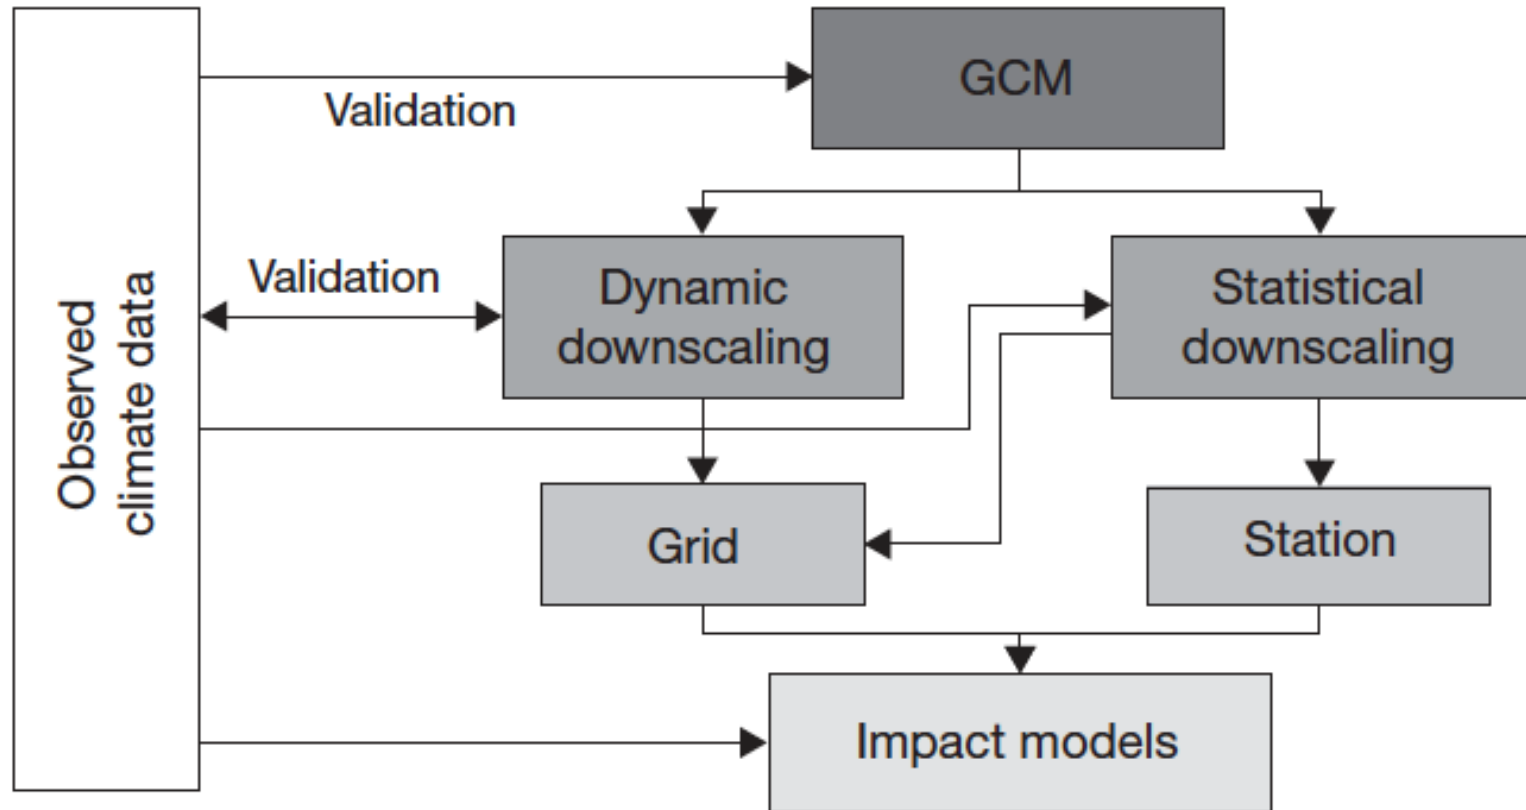 GCM
Validation
Validation
Dynamic
downscaling
Statistical
downscaling
Observed
climate data
Grid
Station
Impact models